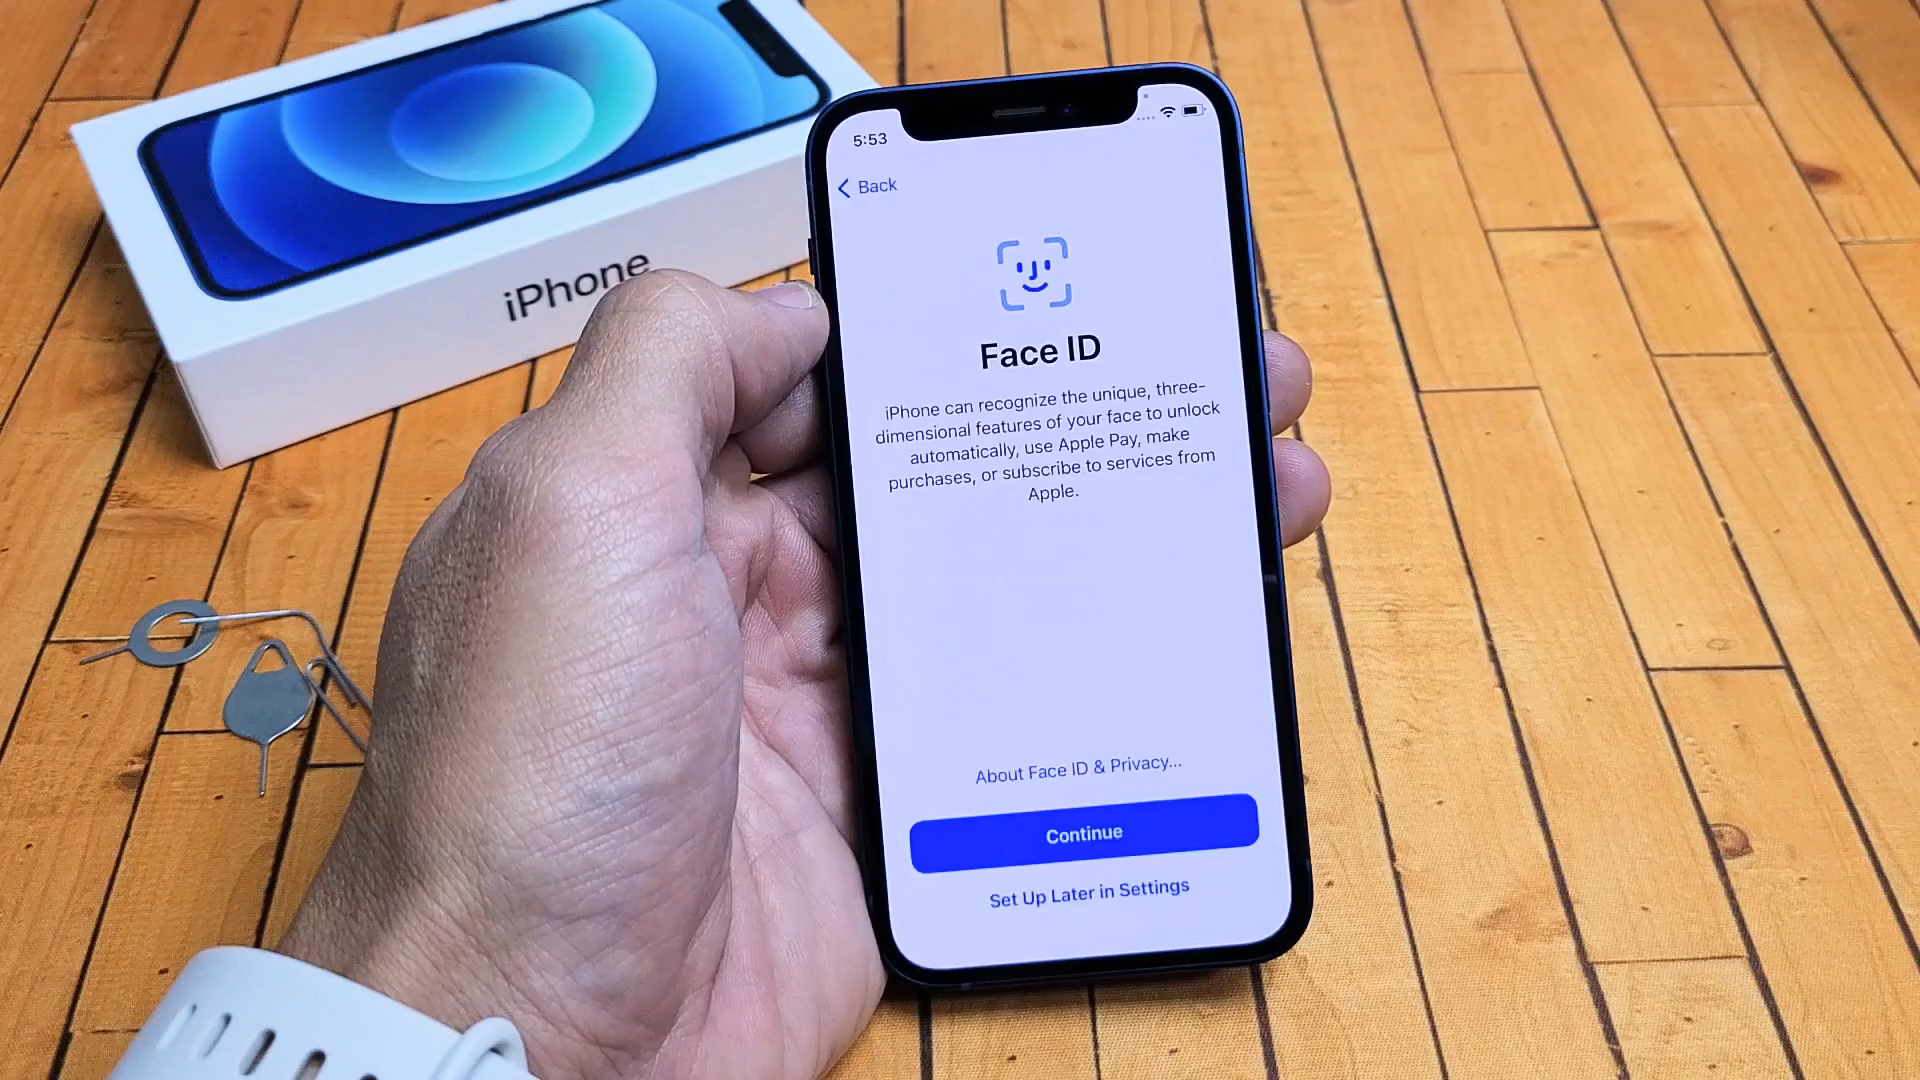 iPhone
5:53
Back
Face ID
iPhone can recognize the unique, three-
dimensional features of your face to unlock
automatically, use Apple Pay, make
purchases, or subscribe to services from
Apple.
About Face ID & Privacy...
Continue
Set Up Later in Settings